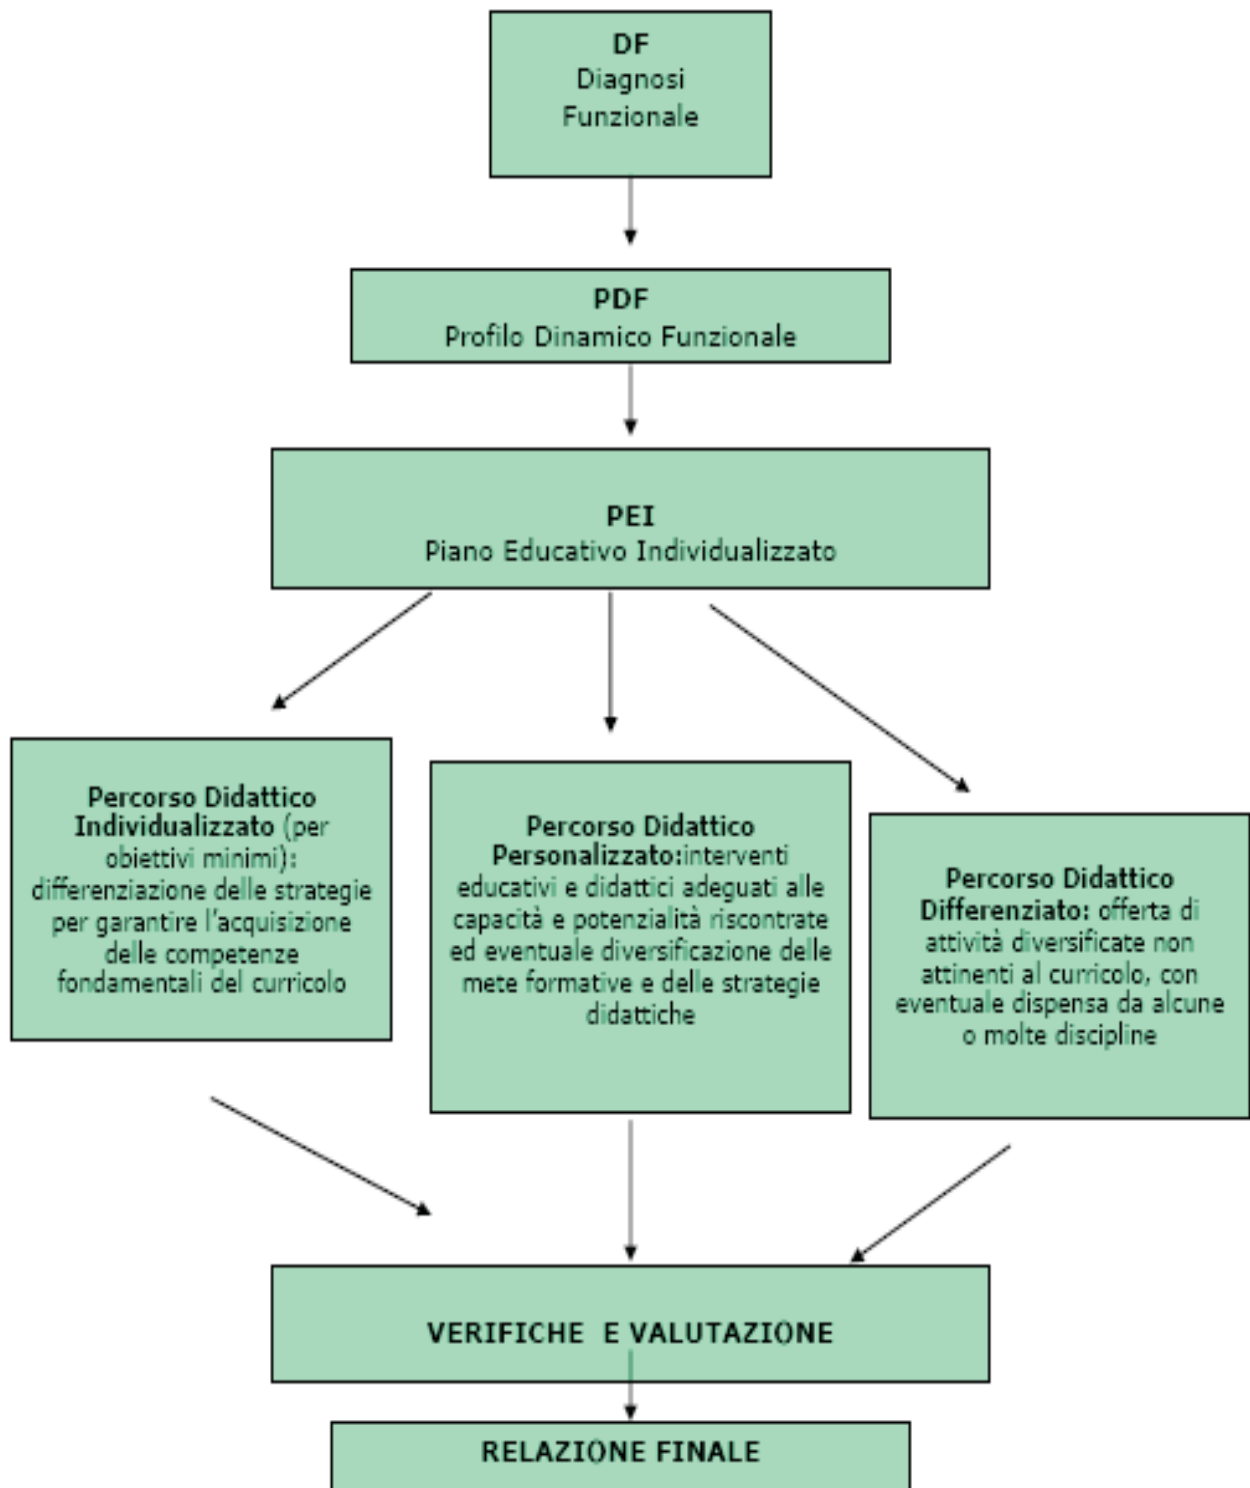 DF
Diagnosi
Funzionale
PDF
Profilo Dinamico Funzionale
PEI
Piano Educativo Individualizzato
Percorso Didattico
Individualizzato (per
obiettivi minimi):
differenziazione delle strategie
per garantire l'acquisizione
delle competenze
fondamentali del curricolo
Percorso Didattico
Personalizzato:interventi
educativi e didattici adeguati alle
capacità e potenzialità riscontrate
ed eventuale diversificazione delle
mete formative e delle strategie
didattiche
Percorso Didattico
Differenziato: offerta di
attività diversificate non
attinenti al curricolo, con
eventuale dispensa da alcune
o molte discipline
VERIFICHE E VALUTAZIONE
RELAZIONE FINALE